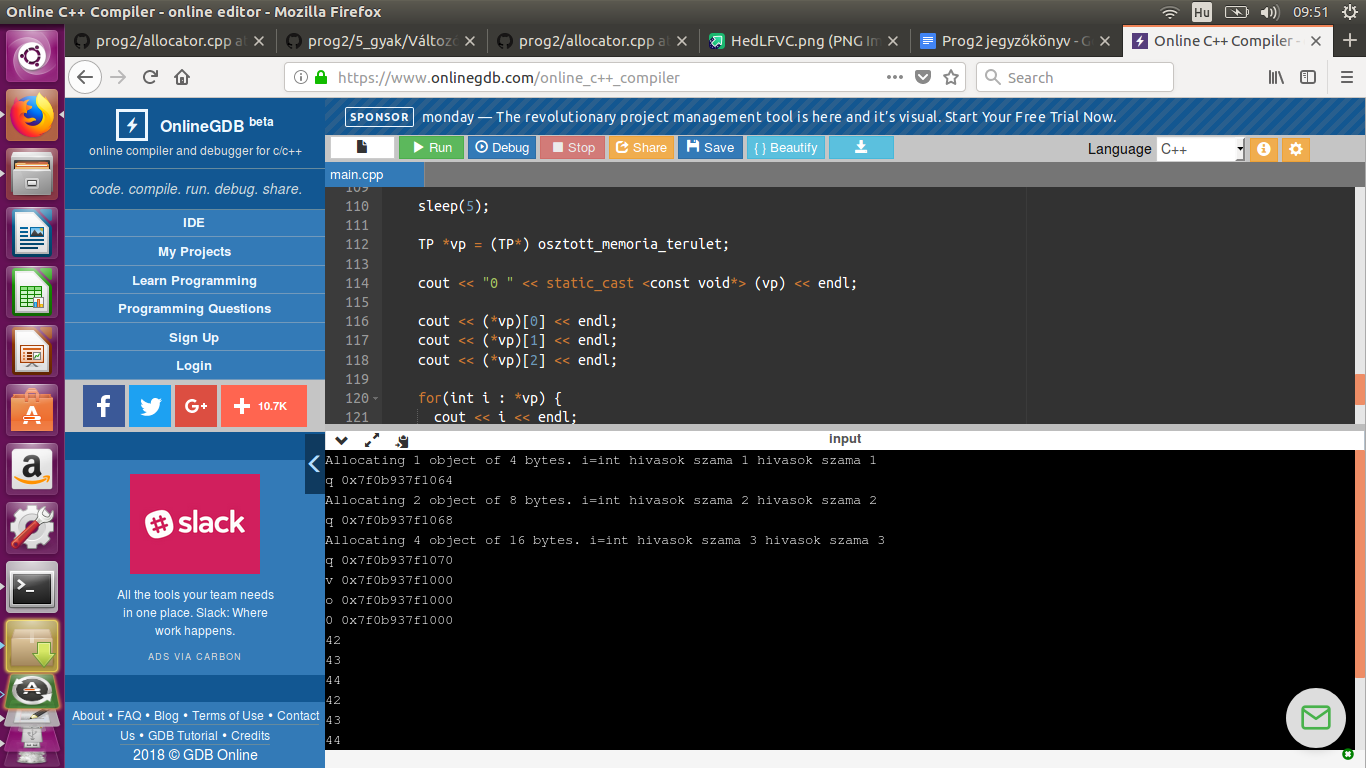 Online C++ Compiler - online editor - Mozilla Firefox
Hu
09:51
prog2/allocator.cpp at
prog2/5_gyak/Változó
prog2/allocator.cpp at
HedLFVC.png (PNG Im
Prog2 jegyzőkönyv - G
Online C++ Compiler -
https://www.onlinegdb.com/online_c++_compiler
Search
OnlineGDB beta
online compiler and debugger for c/c++
code. compile. run. debug. share.
IDE
My Projects
Learn Programming
Programming Questions
Sign Up
Login
f
G+
10.7K
slack
All the tools your team needs
in one place. Slack: Where
work happens.
ADS VIA CARBON
About • FAQ • Blog • Terms of Use • Contact
Us • GDB Tutorial • Credits
2018 © GDB Online
SPONSOR monday — The revolutionary project management tool is here and it's visual. Start Your Free Trial Now.
Run Debug Stop Share Save { } Beautify
Language C++
main.cpp
109
110 sleep(5);
111
112 TP *vp = (TP*) osztott_memoria_terulet;
113
114 cout << "0 " << static_cast <const void*> (vp) << endl;
115
116 cout << (*vp)[0] << endl;
117 cout << (*vp)[1] << endl;
118 cout << (*vp)[2] << endl;
119
120 for(int i : *vp) {
121 cout << i << endl;
input
Allocating 1 object of 4 bytes. i=int hivasok szama 1 hivasok szama 1
q 0x7f0b937f1064
Allocating 2 object of 8 bytes. i=int hivasok szama 2 hivasok szama 2
q 0x7f0b937f1068
Allocating 4 object of 16 bytes. i=int hivasok szama 3 hivasok szama 3
q 0x7f0b937f1070
v 0x7f0b937f1000
o 0x7f0b937f1000
0 0x7f0b937f1000
42
43
44
42
43
44